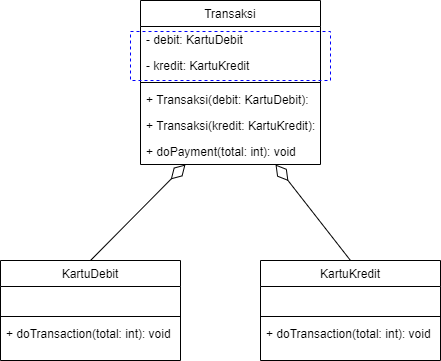 Transaksi
- debit: KartuDebit
- kredit: KartuKredit
+ Transaksi(debit: KartuDebit):
+ Transaksi(kredit: KartuKredit):
+ doPayment(total: int): void
KartuDebit
+ doTransaction(total: int): void
KartuKredit
+ doTransaction(total: int): void